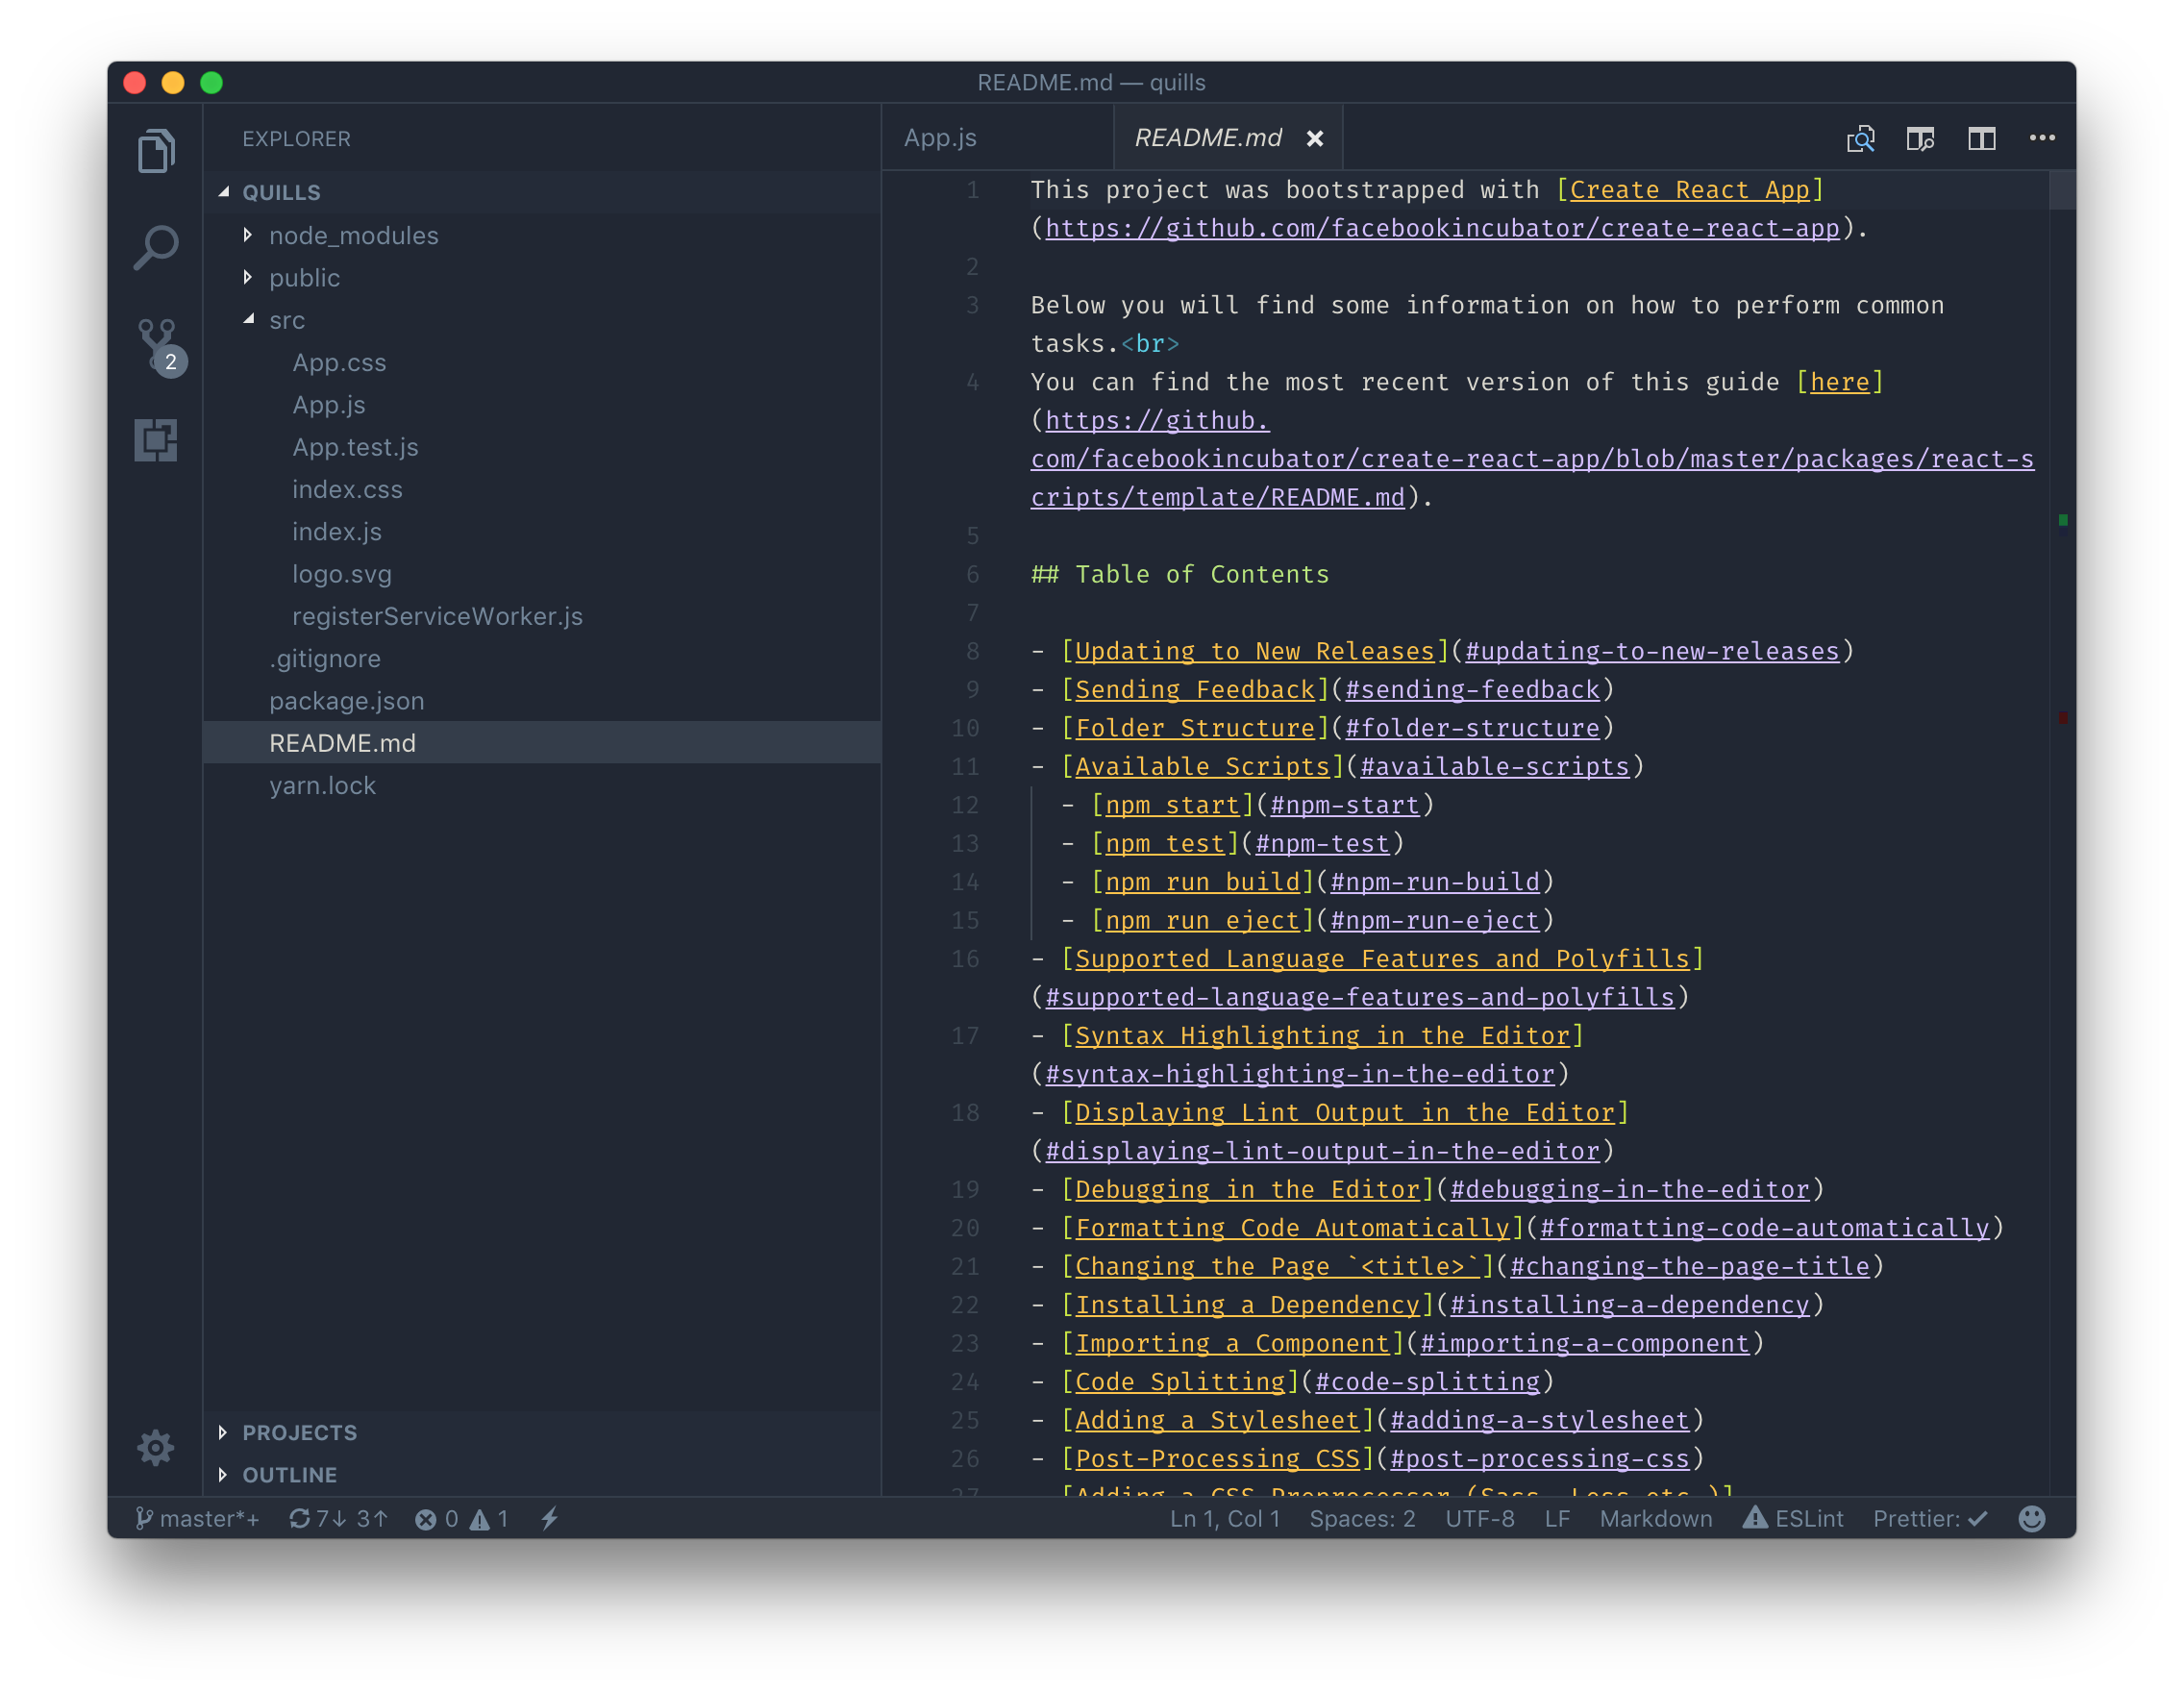 README.md — quills
EXPLORER
QUILLS
node_modules
public
src
App.css
App.js
App.test.js
index.css
index.js
logo.svg
registerServiceWorker.js
.gitignore
package.json
README.md
yarn.lock
PROJECTS
OUTLINE
2
App.js
README.md
1 This project was bootstrapped with [Create React App]
(https://github.com/facebookincubator/create-react-app).
2
3 Below you will find some information on how to perform common
tasks.<br>
4 You can find the most recent version of this guide [here]
(https://github.
com/facebookincubator/create-react-app/blob/master/packages/react-s
cripts/template/README.md).
5
6 ## Table of Contents
7
8 - [Updating to New Releases](#updating-to-new-releases)
9 - [Sending Feedback](#sending-feedback)
10 - [Folder Structure](#folder-structure)
11 - [Available Scripts](#available-scripts)
12 - [npm start](#npm-start)
13 - [npm test](#npm-test)
14 - [npm run build](#npm-run-build)
15 - [npm run eject](#npm-run-eject)
16 - [Supported Language Features and Polyfills]
(#supported-language-features-and-polyfills)
17 - [Syntax Highlighting in the Editor]
(#syntax-highlighting-in-the-editor)
18 - [Displaying Lint Output in the Editor]
(#displaying-lint-output-in-the-editor)
19 - [Debugging in the Editor](#debugging-in-the-editor)
20 - [Formatting Code Automatically](#formatting-code-automatically)
21 - [Changing the Page `<title>`](#changing-the-page-title)
22 - [Installing a Dependency](#installing-a-dependency)
23 - [Importing a Component](#importing-a-component)
24 - [Code Splitting](#code-splitting)
25 - [Adding a Stylesheet](#adding-a-stylesheet)
26 - [Post-Processing CSS](#post-processing-css)
27 - [Adding a CSS Preprocessor (Sass, Less etc.)]
master*+ 7↓ 3↑ 0 1 Ln 1, Col 1 Spaces: 2 UTF-8 LF Markdown ESLint Prettier: ✓